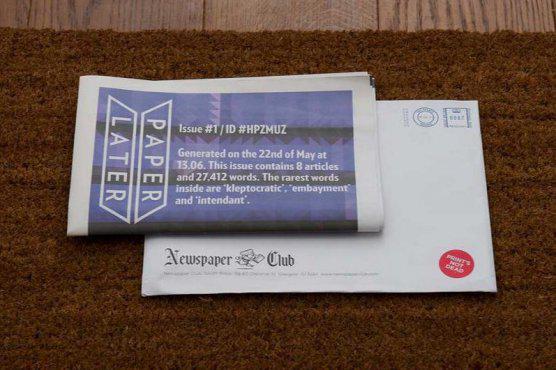 PAPER
LATER
Issue #1 / ID #HPZMUZ
Generated on the 22nd of May at
13.06. This issue contains 8 articles
and 27,412 words. The rarest words
inside are 'kleptocratic', 'embayment'
and 'intendant'.
Newspaper Club
PRINT'S
NOT
DEAD